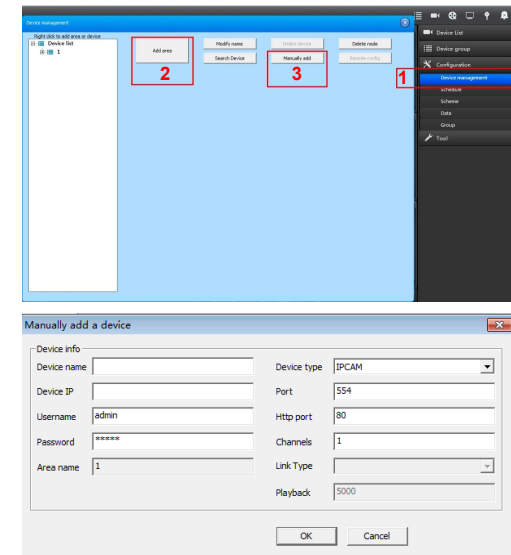 Device management
Right click to add area or device
Device list
1
Add area
Modify name
Delete device
Delete node
Search Device
Manually add
Remote config
2
3
1
Device List
Device group
Configuration
Device management
Schedule
Scheme
Data
Group
Tool
Manually add a device
Device info
Device name
Device type IPCAM
Device IP
Port 554
Username admin
Http port 80
Password *****
Channels 1
Area name 1
Link Type
Playback 5000
OK Cancel